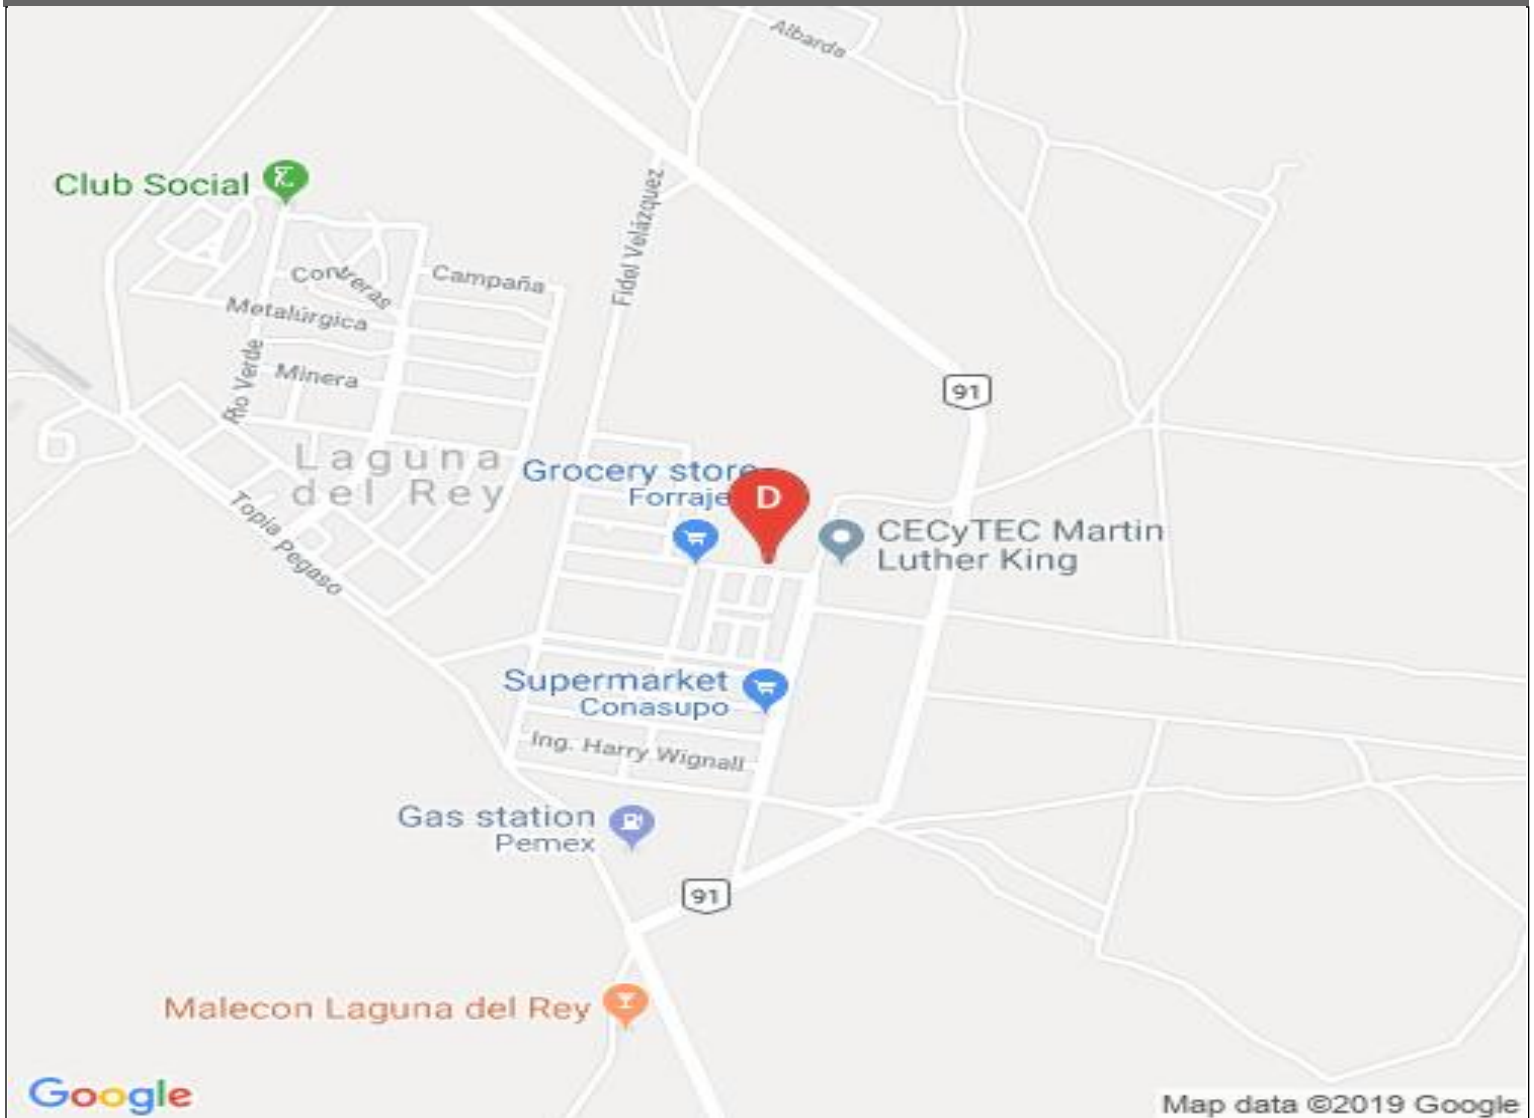 Albarda
Club Social
Fidel Velázquez
Contreras
Campaña
Metalúrgica
Río Verde
Minera
91
Laguna
del Rey
Grocery store
Forraje
D
Topia Pegaso
CECyTEC Martin
Luther King
Supermarket
Conasupo
Ing. Harry Wignall
Gas station
Pemex
91
Malecon Laguna del Rey
Google
Map data ©2019 Google